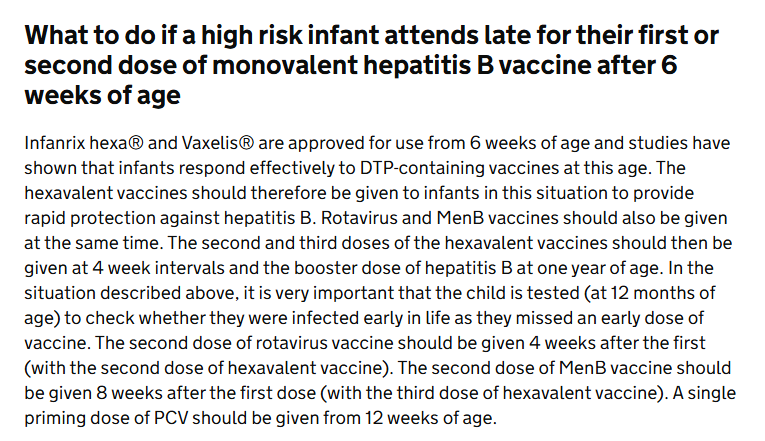 What to do if a high risk infant attends late for their first or
second dose of monovalent hepatitis B vaccine after 6
weeks of age
Infanrix hexa® and Vaxelis® are approved for use from 6 weeks of age and studies have
shown that infants respond effectively to DTP-containing vaccines at this age. The
hexavalent vaccines should therefore be given to infants in this situation to provide
rapid protection against hepatitis B. Rotavirus and MenB vaccines should also be given
at the same time. The second and third doses of the hexavalent vaccines should then be
given at 4 week intervals and the booster dose of hepatitis B at one year of age. In the
situation described above, it is very important that the child is tested (at 12 months of
age) to check whether they were infected early in life as they missed an early dose of
vaccine. The second dose of rotavirus vaccine should be given 4 weeks after the first
(with the second dose of hexavalent vaccine). The second dose of MenB vaccine should
be given 8 weeks after the first dose (with the third dose of hexavalent vaccine). A single
priming dose of PCV should be given from 12 weeks of age.